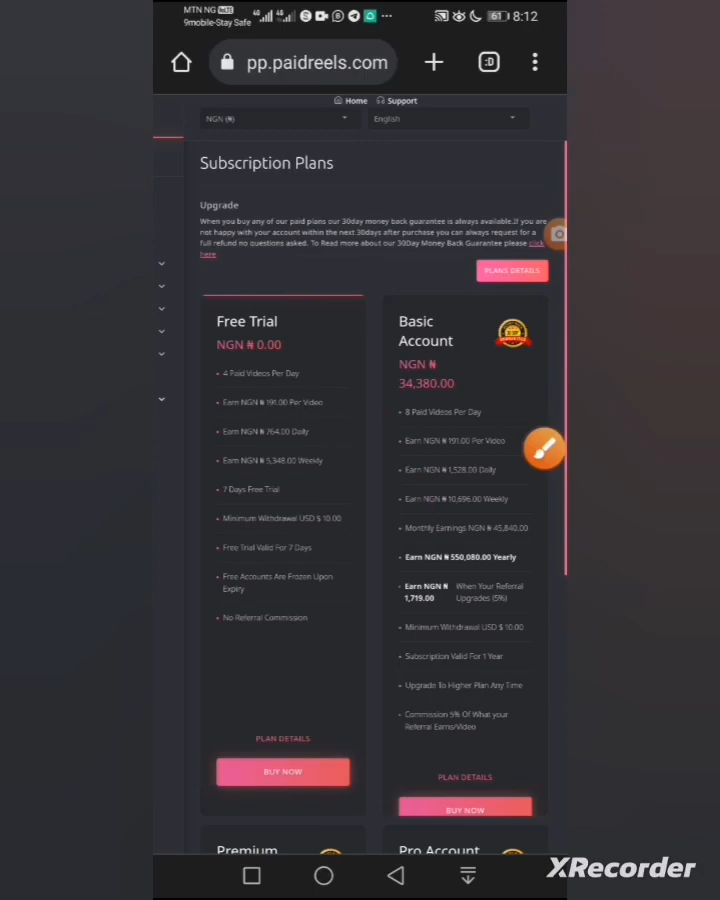 MTN NG VoLTE
9mobile-Stay Safe
4G
4G
61
8:12
pp.paidreels.com
:D
Home
Support
NGN (₦)
English
Subscription Plans
Upgrade
When you buy any of our paid plans our 30day money back guarantee is always available.If you are
not happy with your account within the next 30days after purchase you can always request for a
full refund no questions asked. To Read more about our 30Day Money Back Guarantee please click
here
PLANS DETAILS
Free Trial
NGN ₦ 0.00
4 Paid Videos Per Day
Earn NGN ₦ 191.00 Per Video
Earn NGN ₦ 764.00 Daily
Earn NGN ₦ 5,348.00 Weekly
7 Days Free Trial
Minimum Withdrawal USD $ 10.00
Free Trial Valid For 7 Days
Free Accounts Are Frozen Upon
Expiry
No Referral Commission
PLAN DETAILS
BUY NOW
Basic
Account
NGN ₦
34,380.00
8 Paid Videos Per Day
Earn NGN ₦ 191.00 Per Video
Earn NGN ₦ 1,528.00 Daily
Earn NGN ₦ 10,696.00 Weekly
Monthly Earnings NGN ₦ 45,840.00
Earn NGN ₦ 550,080.00 Yearly
Earn NGN ₦ When Your Referral
1,719.00 Upgrades (5%)
Minimum Withdrawal USD $ 10.00
Subscription Valid For 1 Year
Upgrade To Higher Plan Any Time
Commission 5% Of What your
Referral Earns/Video
PLAN DETAILS
BUY NOW
Premium
Pro Account
XRecorder